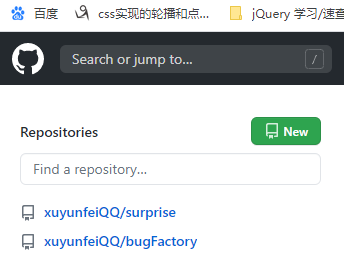 百度 css实现的轮播和点... jQuery 学习/速查
Search or jump to... /
Repositories New
Find a repository...
xuyunfeiQQ/surprise
xuyunfeiQQ/bugFactory